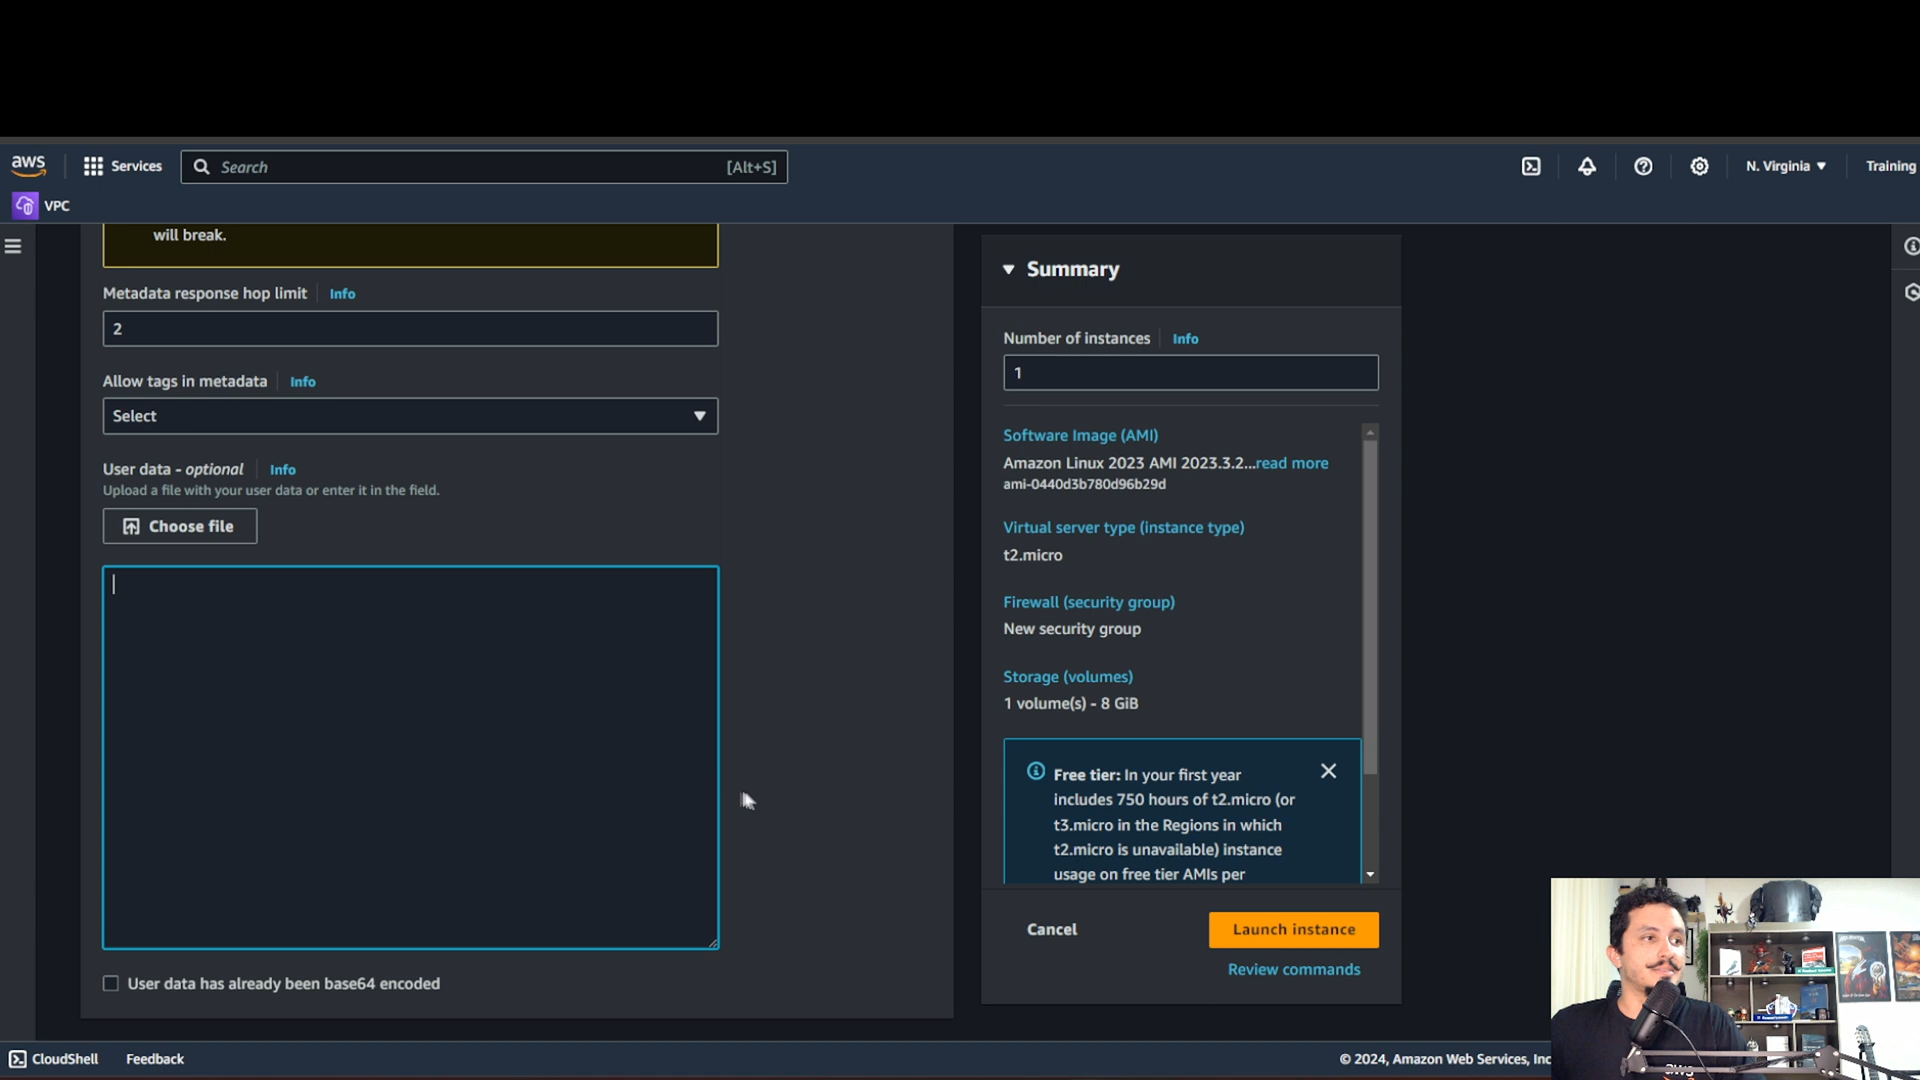 aws
Services
Search
[Alt+S]
N. Virginia
Training
VPC
will break.
Metadata response hop limit
Info
2
Allow tags in metadata
Info
Select
User data - optional
Info
Upload a file with your user data or enter it in the field.
Choose file
User data has already been base64 encoded
Summary
Number of instances
Info
1
Software Image (AMI)
Amazon Linux 2023 AMI 2023.3.2...read more
ami-0440d3b780d96b29d
Virtual server type (instance type)
t2.micro
Firewall (security group)
New security group
Storage (volumes)
1 volume(s) - 8 GiB
Free tier: In your first year
includes 750 hours of t2.micro (or
t3.micro in the Regions in which
t2.micro is unavailable) instance
usage on free tier AMIs per
Cancel
Launch instance
Review commands
CloudShell
Feedback
© 2024, Amazon Web Services, Inc
aws